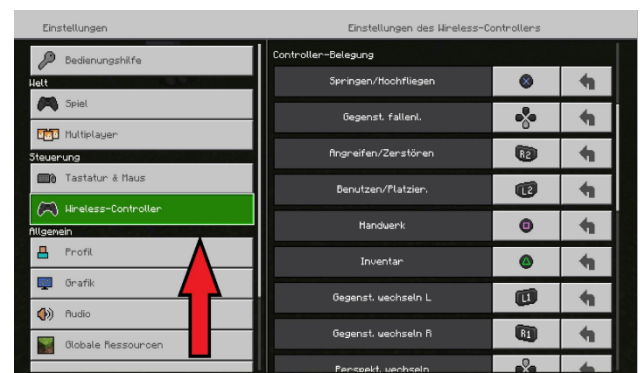 Einstellungen
Einstellungen des Wireless-Controllers
Bedienungshilfe
Welt
Spiel
Multiplayer
Steuerung
Tastatur & Maus
Wireless-Controller
Allgemein
Profil
Grafik
Audio
Globale Ressourcen
Controller-Belegung
Springen/Hochfliegen
Gegenst. fallenl.
Angreifen/Zerstören
R2
Benutzen/Platzier.
L2
Handwerk
Inventar
Gegenst. wechseln L
L1
Gegenst. wechseln R
R1
Perspekt. wechseln